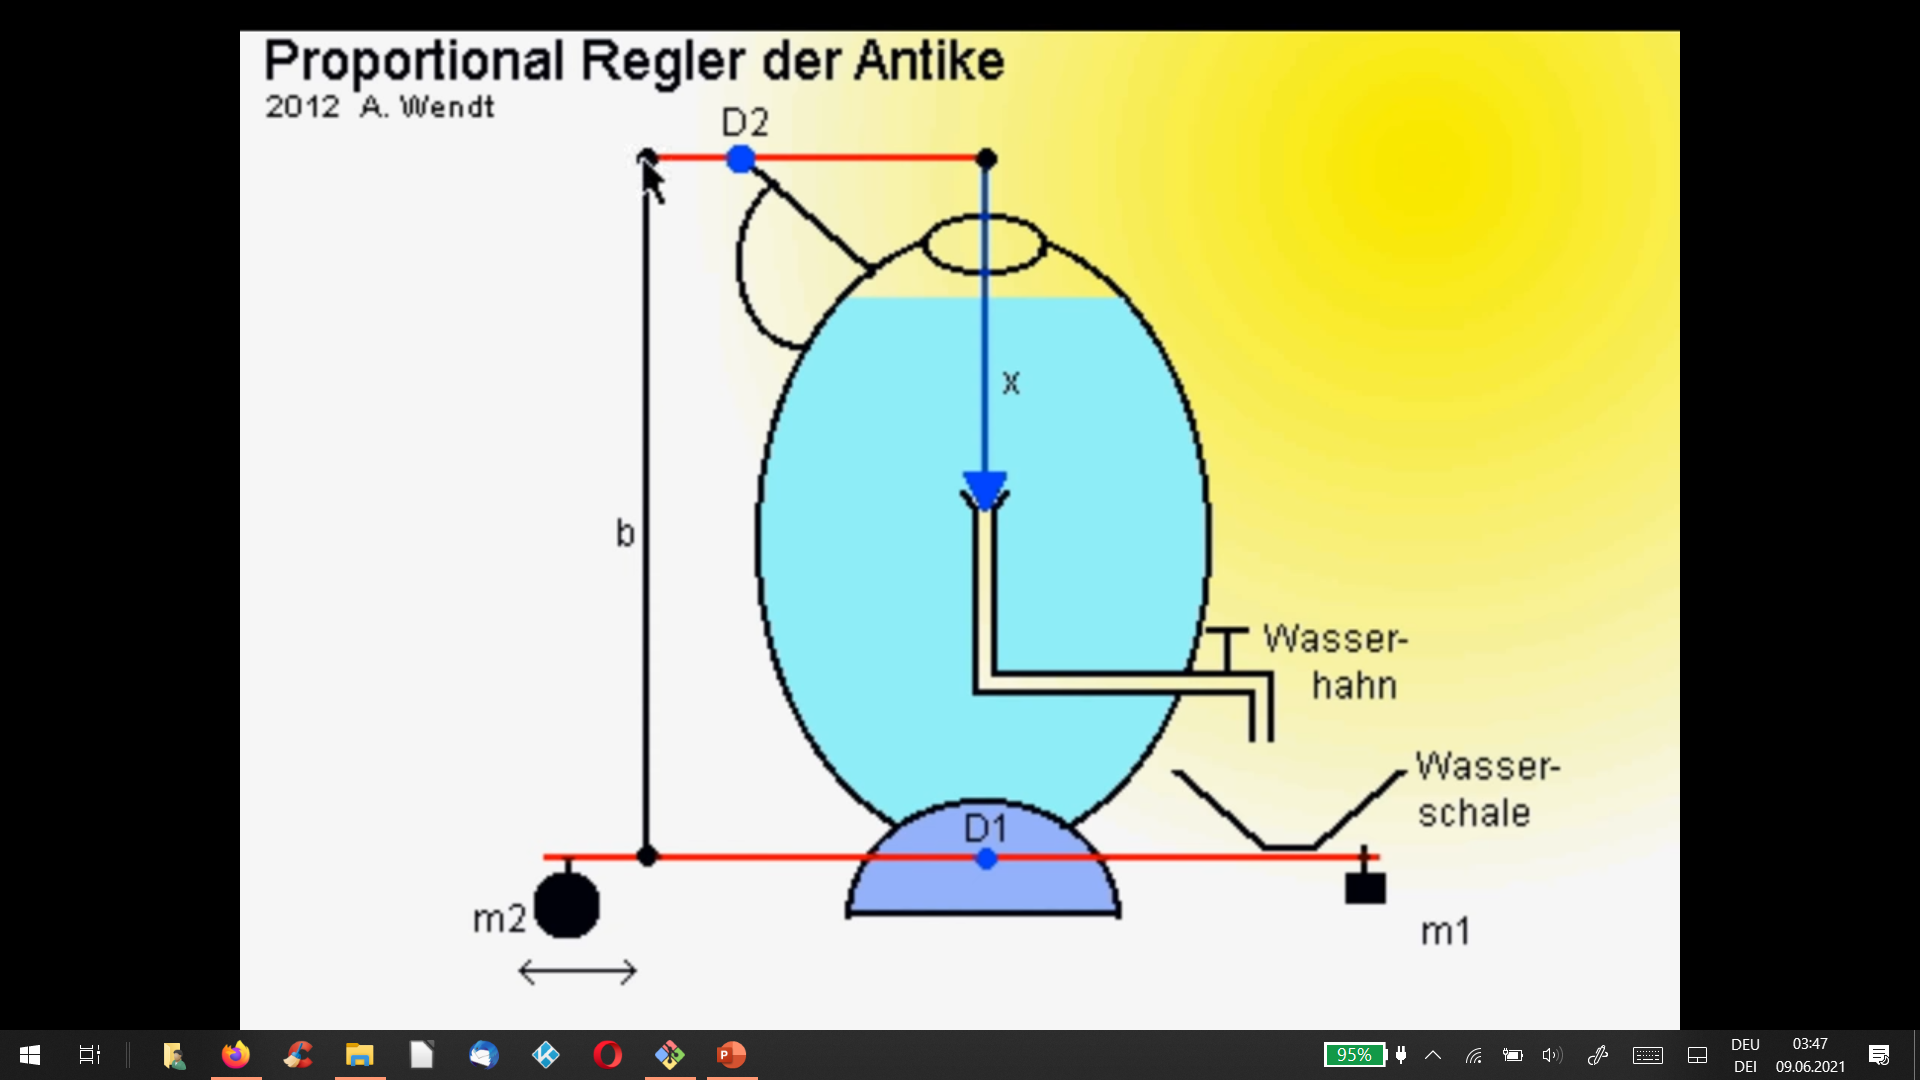 Proportional Regler der Antike
2012 A. Wendt
D2
x
b
Wasser-
hahn
Wasser-
schale
D1
m2
m1
95%
DEU
DEI
03:47
09.06.2021